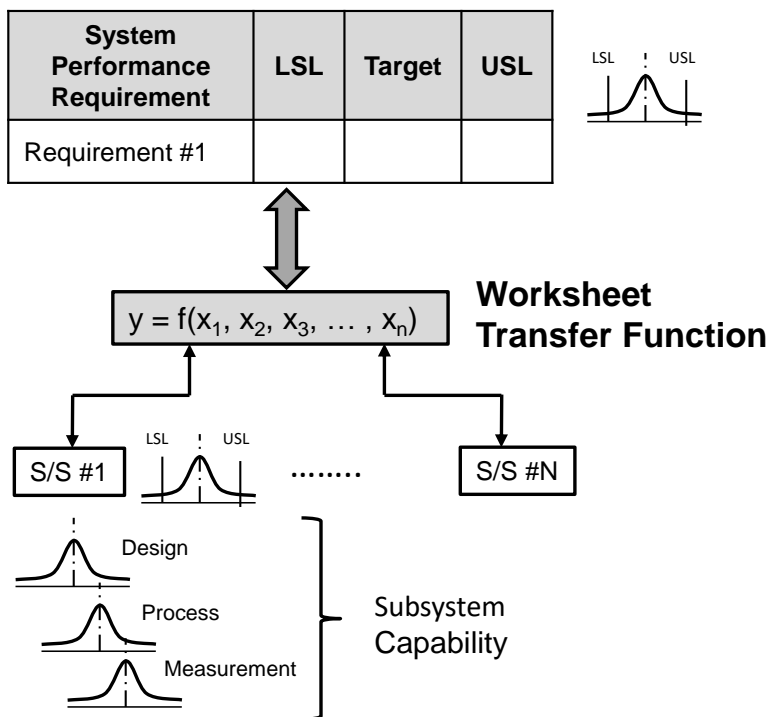 System
Performance
Requirement
LSL
Target
USL
Requirement #1
LSL
USL
y = f(x₁, x₂, x₃, … , xₙ)
Worksheet
Transfer Function
S/S #1
LSL
USL
........
S/S #N
Design
Process
Measurement
Subsystem
Capability